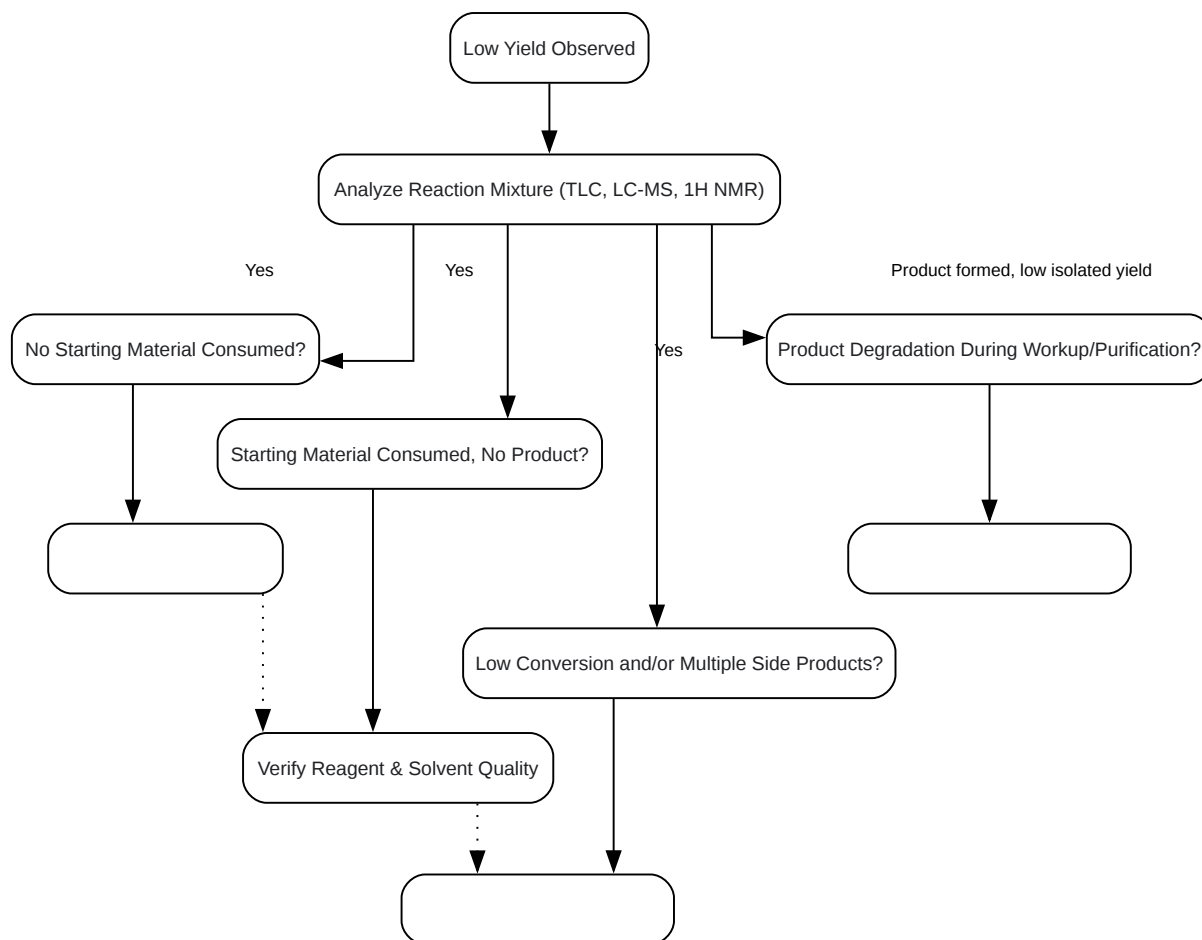 Low Yield Observed
Analyze Reaction Mixture (TLC, LC-MS, 1H NMR)
Yes
Yes
Product formed, low isolated yield
No Starting Material Consumed?
Yes
Product Degradation During Workup/Purification?
Starting Material Consumed, No Product?
Low Conversion and/or Multiple Side Products?
Verify Reagent & Solvent Quality